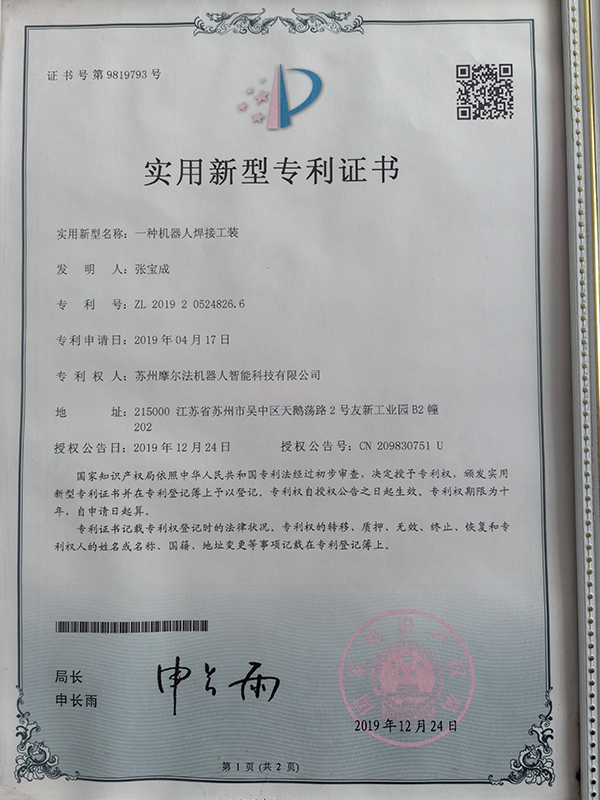 证书号第9819793号
实用新型专利证书
实用新型名称：一种机器人焊接工装
发明人：张宝成
专利号：ZL 2019 2 0524826.6
专利申请日：2019年04月17日
专利权人：苏州摩尔法机器人智能科技有限公司
地址：215000 江苏省苏州市吴中区天鹅荡路2号友新工业园B2幢
202
授权公告日：2019年12月24日 授权公告号：CN 209830751 U
国家知识产权局依照中华人民共和国专利法经过初步审查，决定授予专利权，颁发实用
新型专利证书并在专利登记簿上予以登记。专利权自授权公告之日起生效。专利权期限为十
年，自申请日起算。
专利证书记载专利权登记时的法律状况。专利权的转移、质押、无效、终止、恢复和专
利权人的姓名或名称、国籍、地址变更等事项记载在专利登记簿上。
局长
申长雨
申长雨
国家知识产权局
2019年12月24日
第1页（共2页）